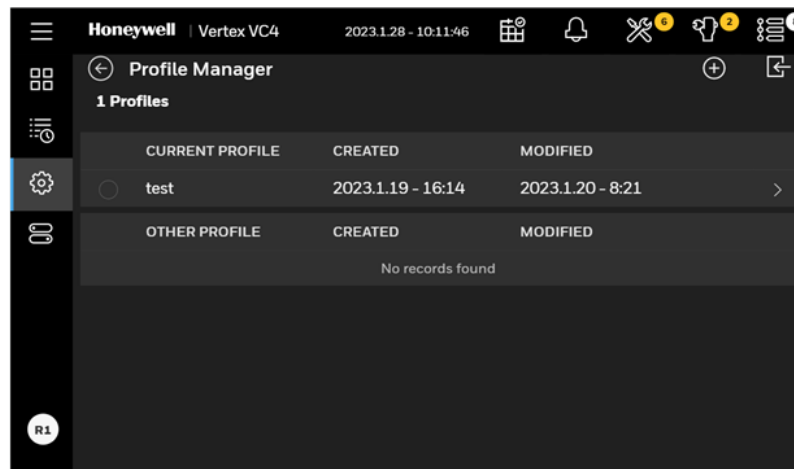 Honeywell | Vertex VC4 2023.1.28 - 10:11:46 6 2
Profile Manager
1 Profiles
CURRENT PROFILE CREATED MODIFIED
test 2023.1.19 - 16:14 2023.1.20 - 8:21
OTHER PROFILE CREATED MODIFIED
No records found
R1